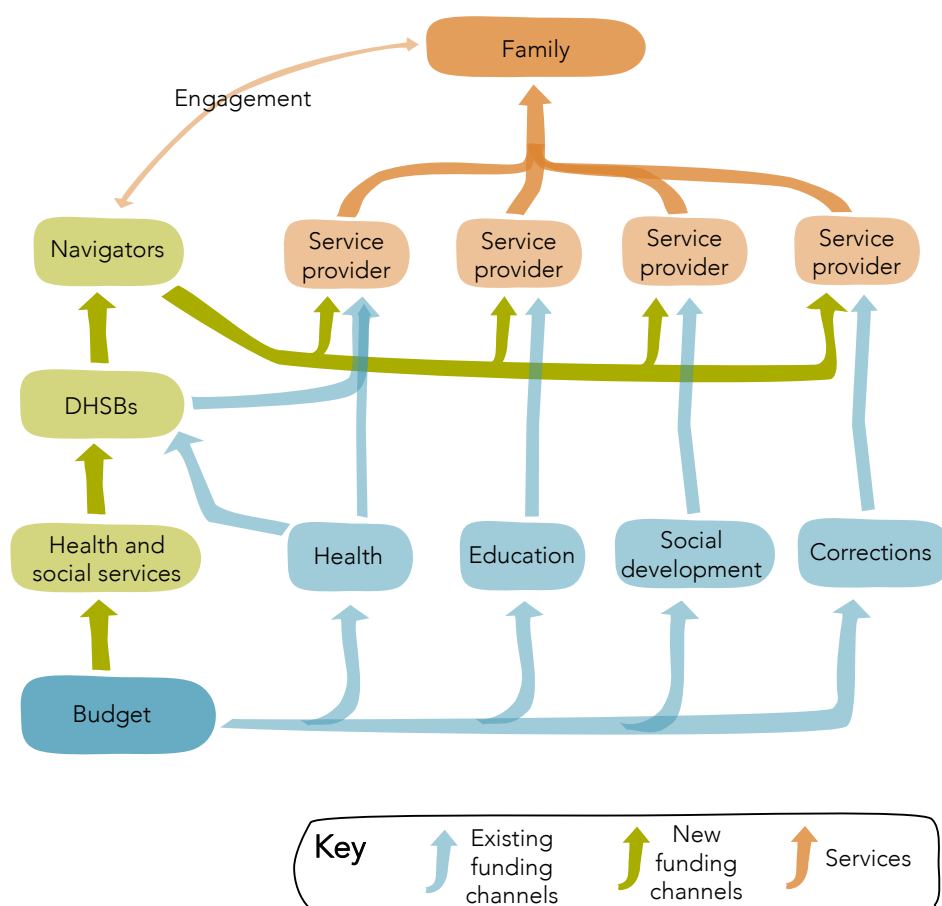 Family
Engagement
Navigators
Service
provider
Service
provider
Service
provider
Service
provider
DHSBs
Health and
social services
Health
Education
Social
development
Corrections
Budget
Key
Existing
funding
channels
New
funding
channels
Services